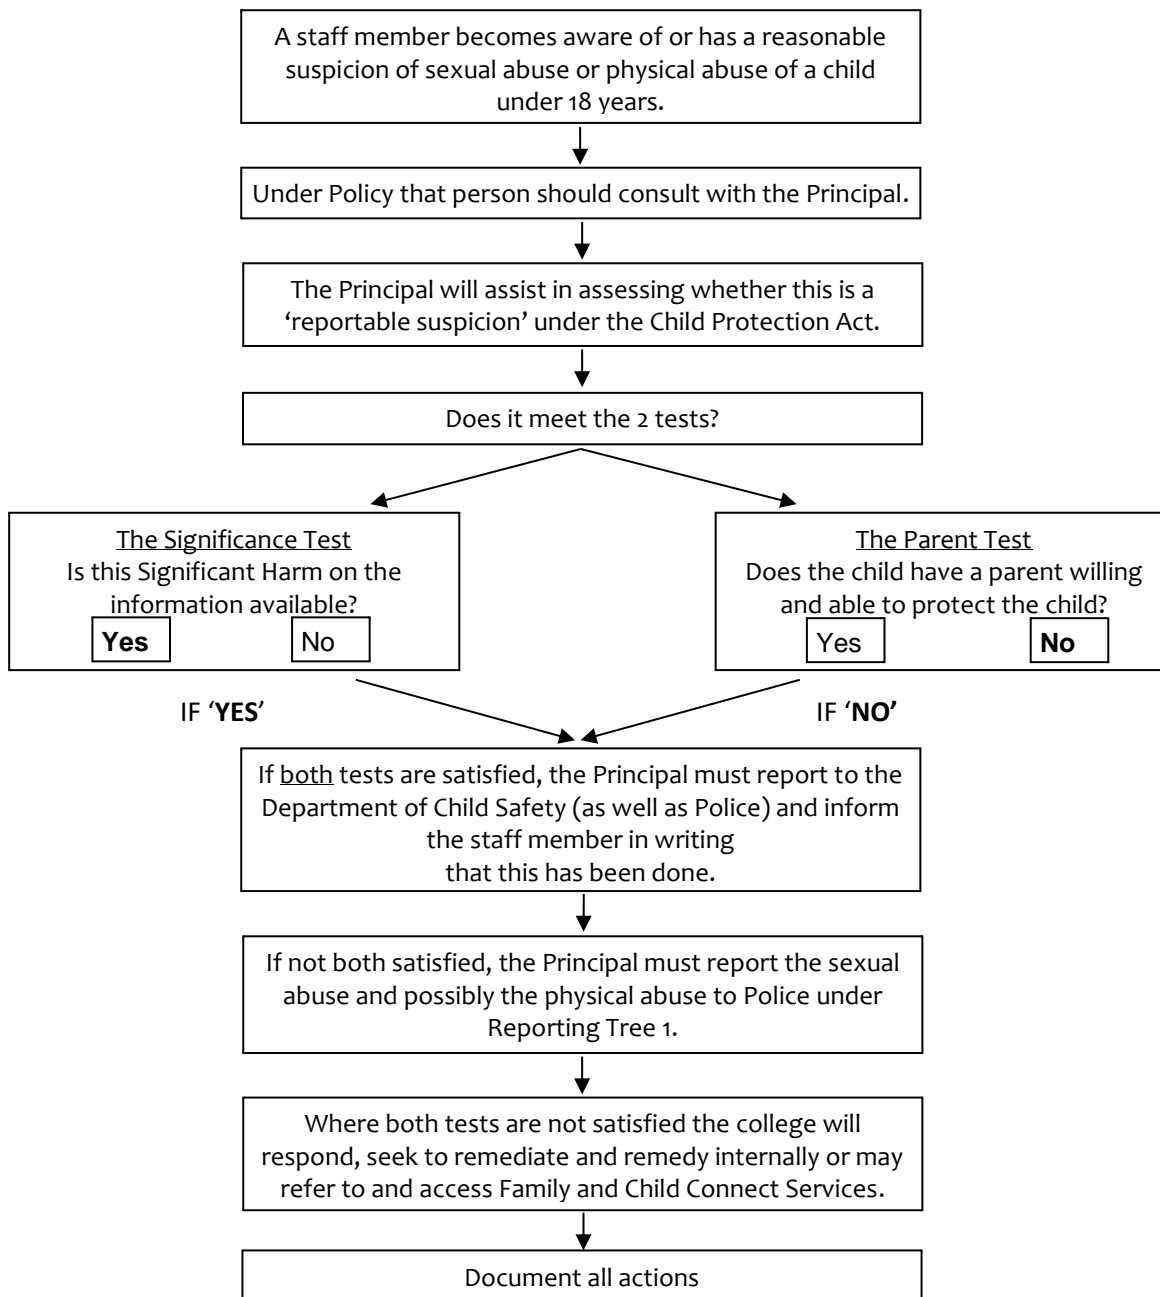 A staff member becomes aware of or has a reasonable
suspicion of sexual abuse or physical abuse of a child
under 18 years.
Under Policy that person should consult with the Principal.
The Principal will assist in assessing whether this is a
‘reportable suspicion’ under the Child Protection Act.
Does it meet the 2 tests?
The Significance Test
Is this Significant Harm on the
information available?
Yes No
The Parent Test
Does the child have a parent willing
and able to protect the child?
Yes No
IF ‘YES’
IF ‘NO’
If both tests are satisfied, the Principal must report to the
Department of Child Safety (as well as Police) and inform
the staff member in writing
that this has been done.
If not both satisfied, the Principal must report the sexual
abuse and possibly the physical abuse to Police under
Reporting Tree 1.
Where both tests are not satisfied the college will
respond, seek to remediate and remedy internally or may
refer to and access Family and Child Connect Services.
Document all actions